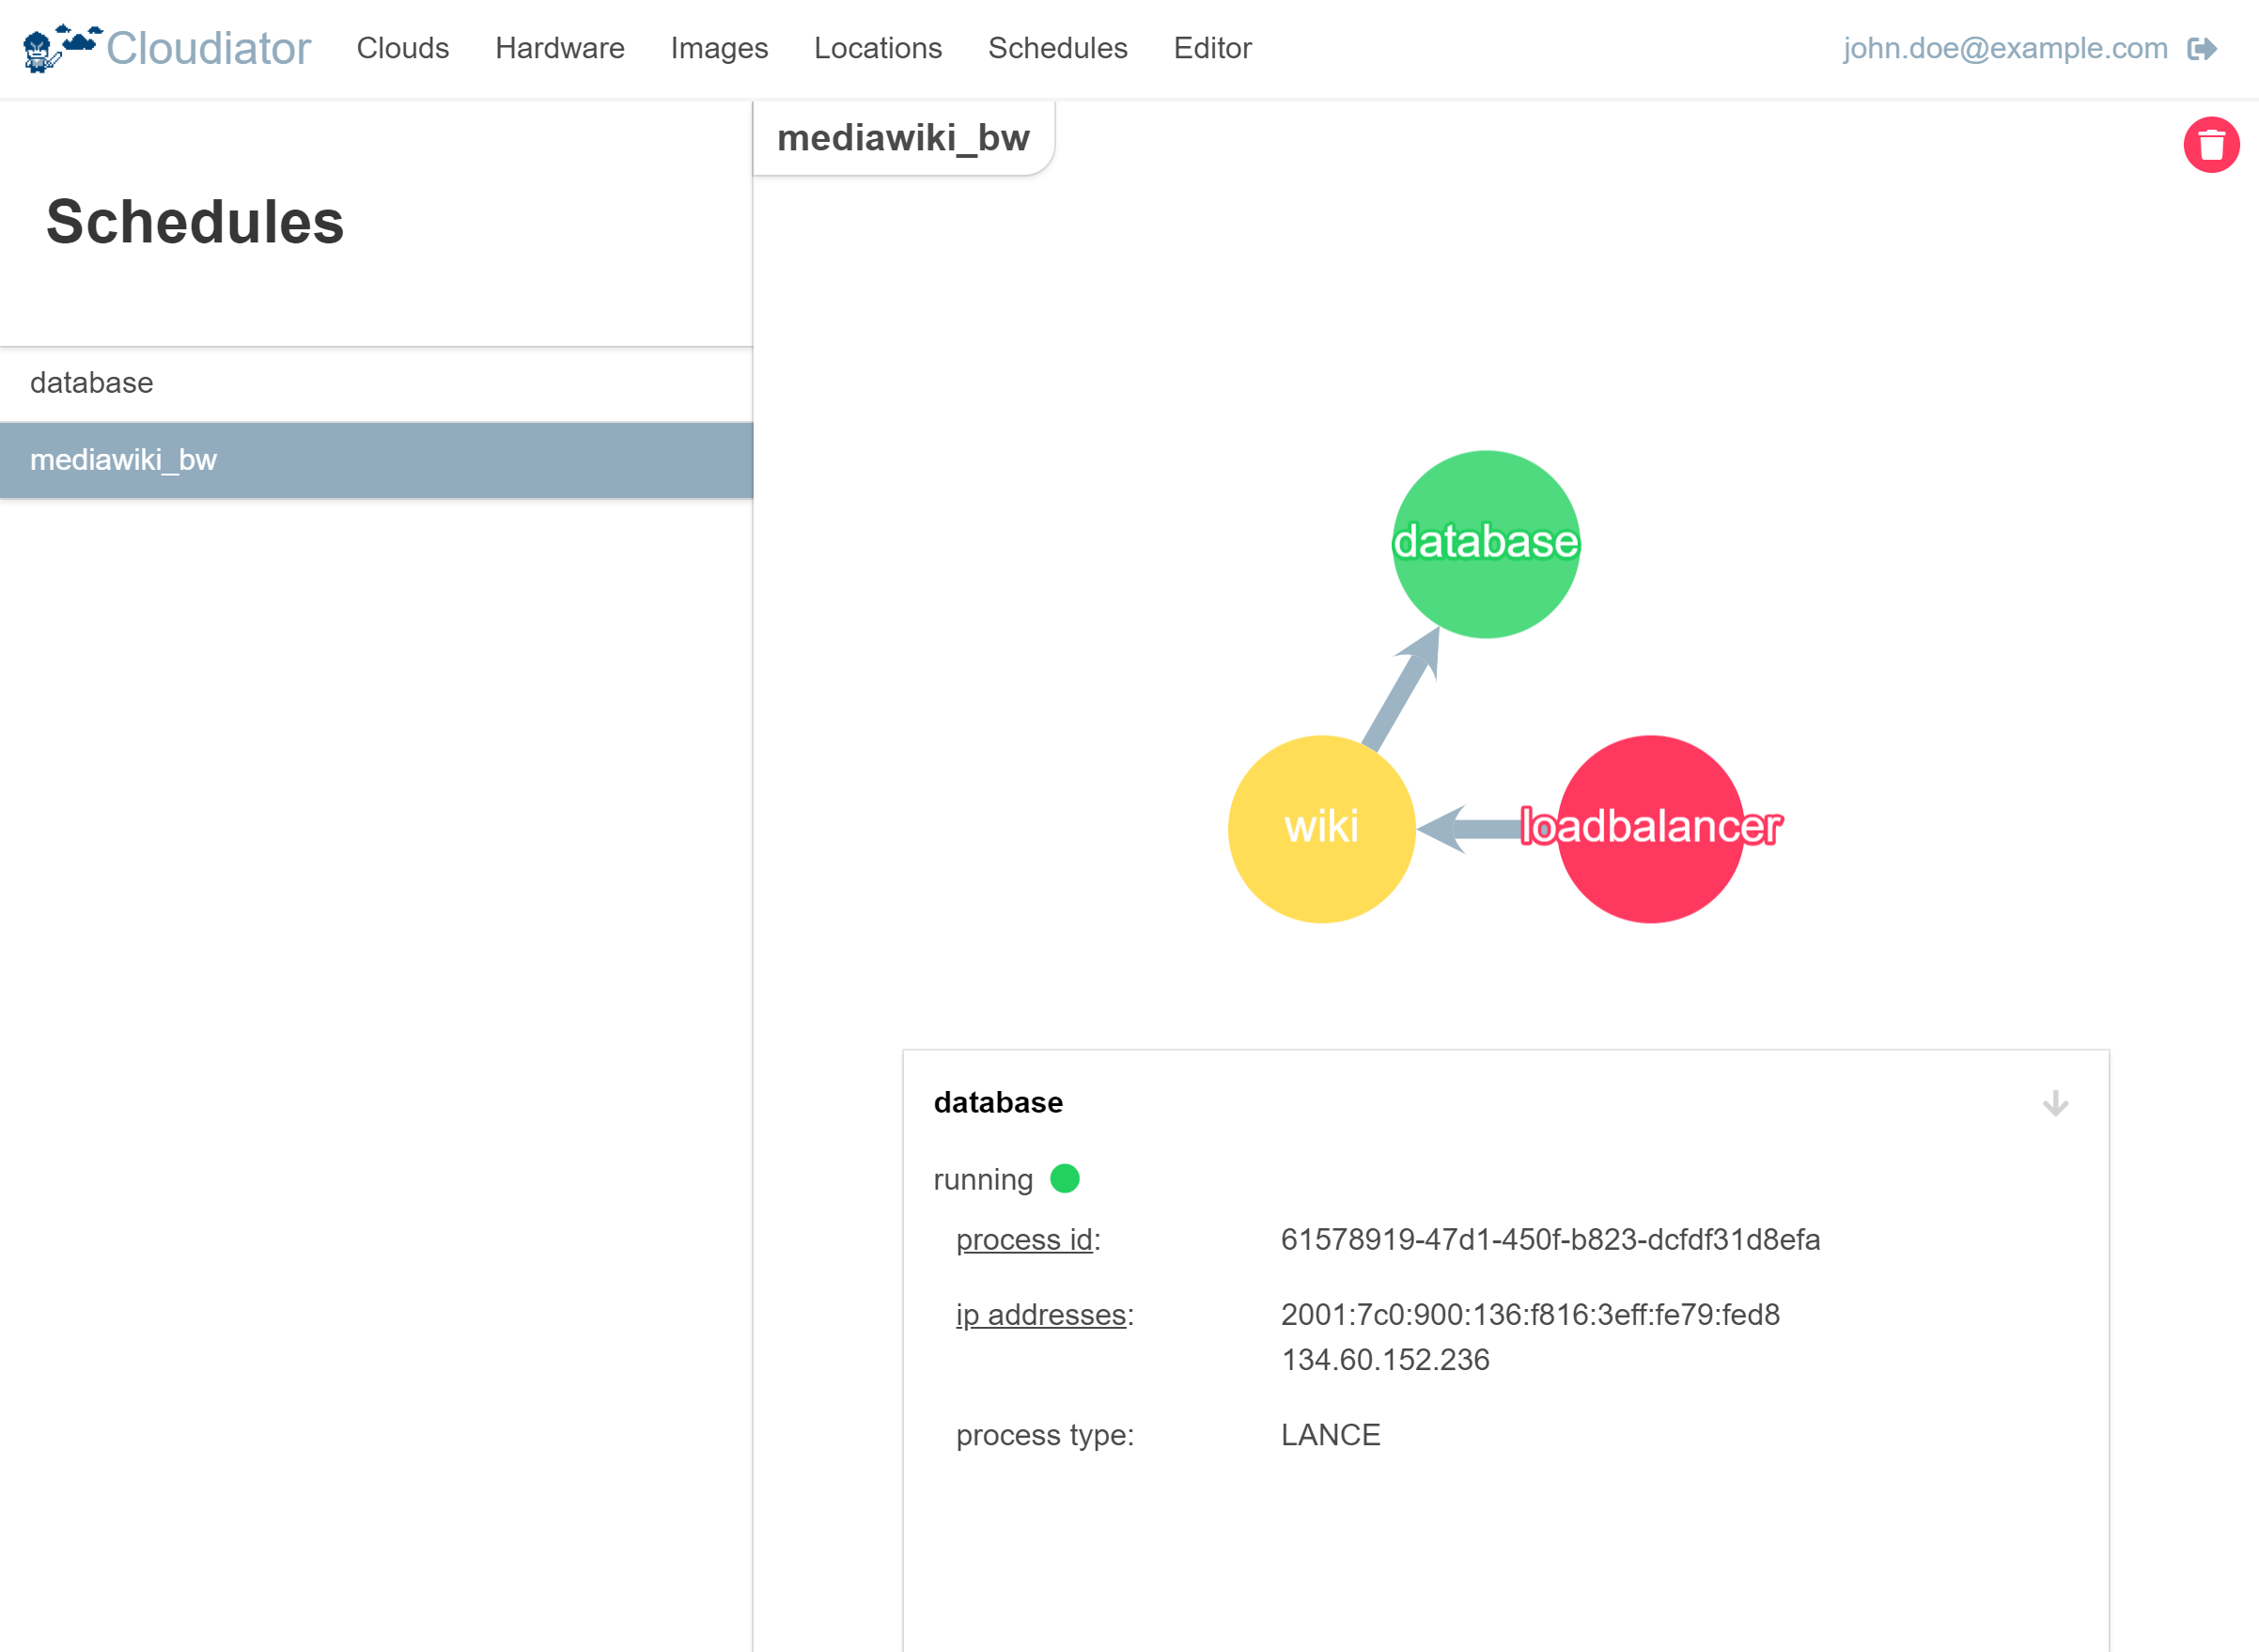 Cloudiator Clouds Hardware Images Locations Schedules Editor john.doe@example.com
mediawiki_bw
Schedules
database
mediawiki_bw
database
wiki
loadbalancer
database
running
process id: 61578919-47d1-450f-b823-dcfdf31d8efa
ip addresses: 2001:7c0:900:136:f816:3eff:fe79:fed8
134.60.152.236
process type: LANCE